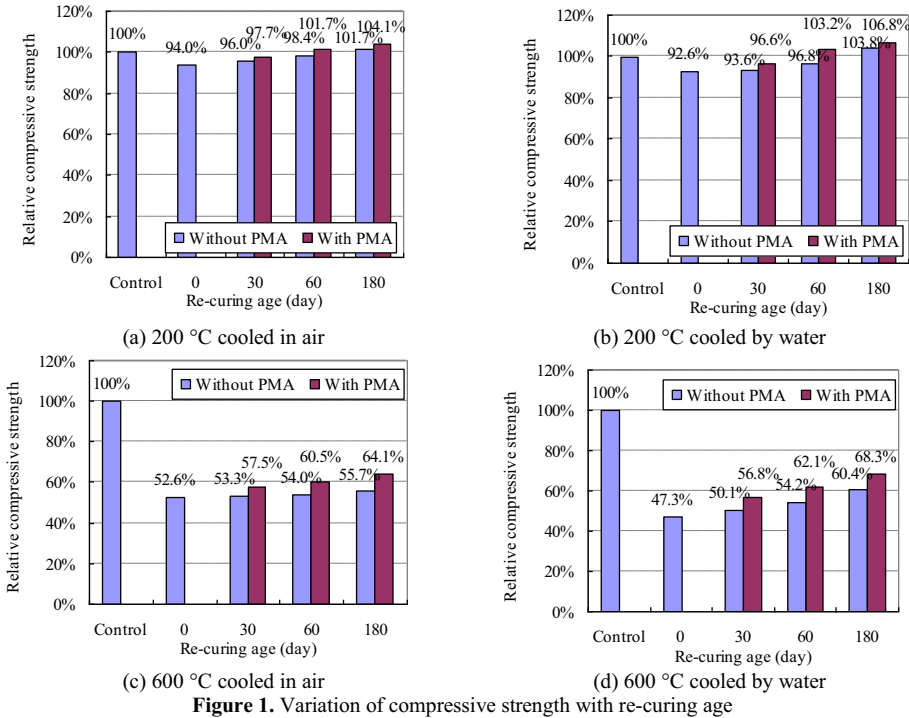 120%
100%
80%
60%
40%
20%
0%
Relative compressive strength
100%
94.0%
96.0%
97.7%
98.4%
101.7%
101.7%
104.1%
Without PMA
With PMA
Control 0 30 60 180
Re-curing age (day)
(a) 200 °C cooled in air
120%
100%
80%
60%
40%
20%
0%
Relative compressive strength
100%
92.6%
93.6%
96.6%
96.8%
103.2%
103.8%
106.8%
Without PMA
With PMA
Control 0 30 60 180
Re-curing age (day)
(b) 200 °C cooled by water
120%
100%
80%
60%
40%
20%
0%
Relative compressive strength
100%
52.6%
53.3%
57.5%
54.0%
60.5%
55.7%
64.1%
Without PMA
With PMA
Control 0 30 60 180
Re-curing age (day)
(c) 600 °C cooled in air
120%
100%
80%
60%
40%
20%
0%
Relative compressive strength
100%
47.3%
50.1%
56.8%
54.2%
62.1%
60.4%
68.3%
Without PMA
With PMA
Control 0 30 60 180
Re-curing age (day)
(d) 600 °C cooled by water
Figure 1. Variation of compressive strength with re-curing age